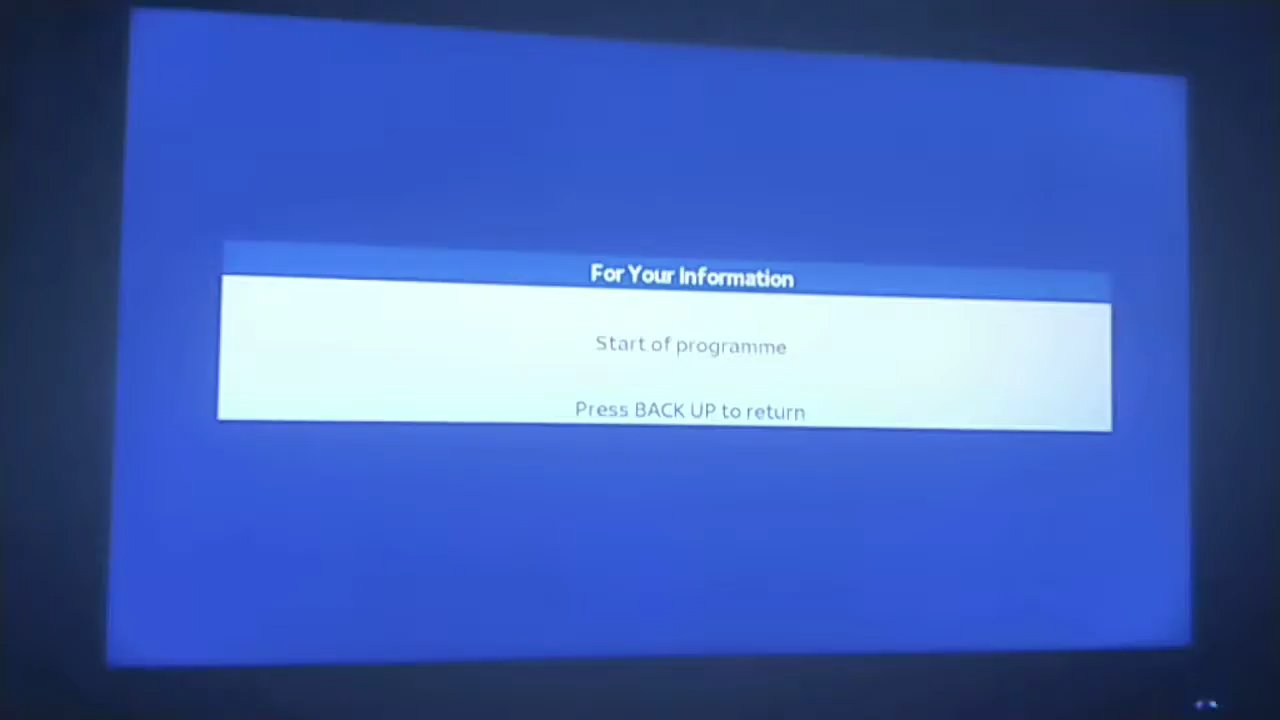 For Your Information
Start of programme
Press BACK UP to return